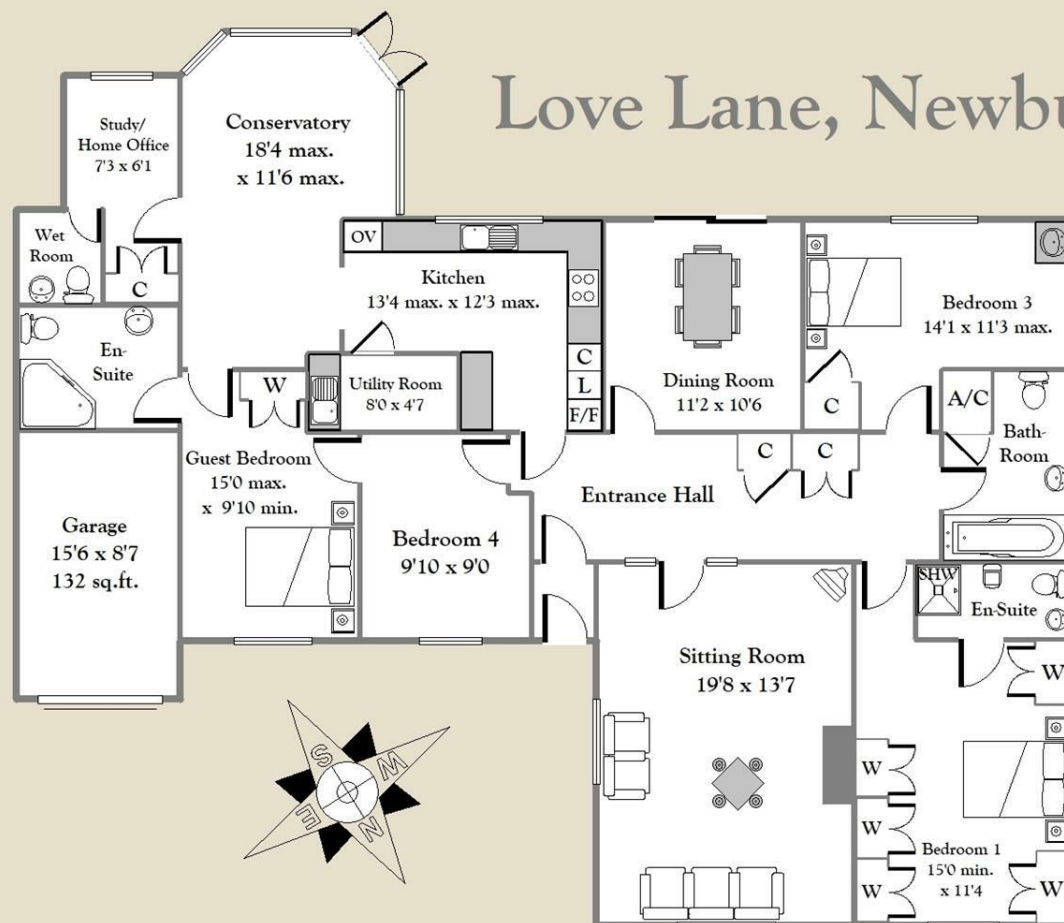 Love Lane, Newbu
Study/
Home Office
7'3 x 6'1
Conservatory
18'4 max.
x 11'6 max.
Wet
Room
C
OV
Kitchen
13'4 max. x 12'3 max.
C
L
F/F
Dining Room
11'2 x 10'6
Bedroom 3
14'1 x 11'3 max.
C
A/C
Bath-
Room
En-
Suite
W
Utility Room
8'0 x 4'7
Guest Bedroom
15'0 max.
x 9'10 min.
Garage
15'6 x 8'7
132 sq.ft.
Bedroom 4
9'10 x 9'0
Entrance Hall
C
C
SHW
En-Suite
Sitting Room
19'8 x 13'7
W
W
W
W
Bedroom 1
15'0 min.
x 11'4
W
S
W
E
N